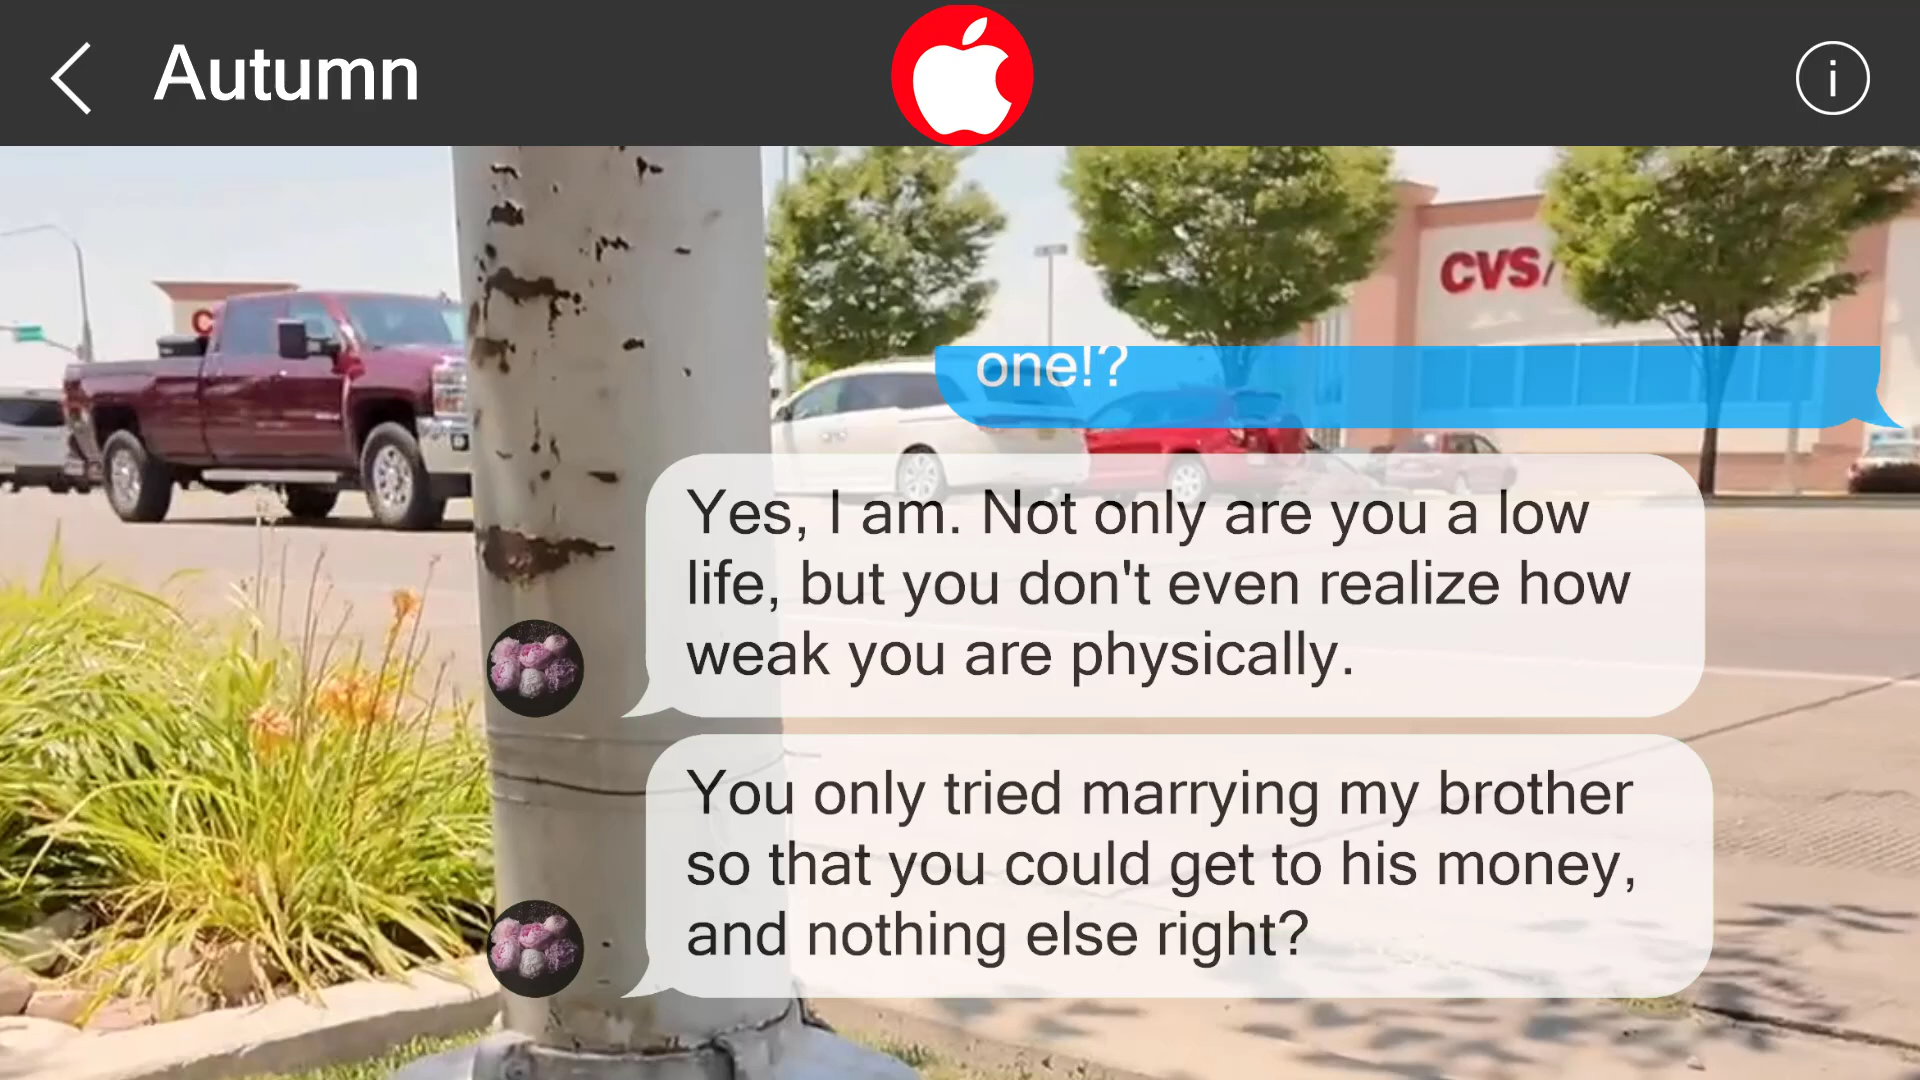 Autumn
i
CVS/
C
one!?
Yes, I am. Not only are you a low
life, but you don't even realize how
weak you are physically.
You only tried marrying my brother
so that you could get to his money,
and nothing else right?